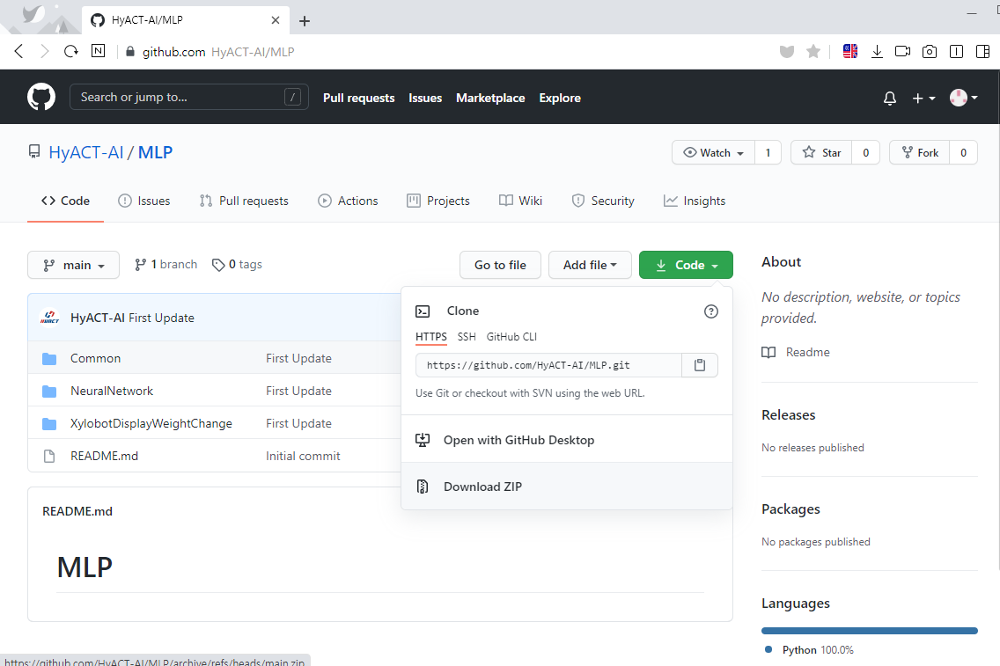 HyACT-AI/MLP
N
github.com HyACT-AI/MLP
Search or jump to... /
Pull requests Issues Marketplace Explore
HyACT-AI / MLP
Watch 1 Star 0 Fork 0
Code Issues Pull requests Actions Projects Wiki Security Insights
main 1 branch 0 tags Go to file Add file Code
HyACT-AI First Update
Common First Update
NeuralNetwork First Update
XylobotDisplayWeightChange First Update
README.md Initial commit
Clone
HTTPS SSH GitHub CLI
https://github.com/HyACT-AI/MLP.git
Use Git or checkout with SVN using the web URL.
Open with GitHub Desktop
Download ZIP
README.md
MLP
About
No description, website, or topics
provided.
Readme
Releases
No releases published
Packages
No packages published
Languages
Python 100.0%
https://github.com/HyACT-AI/MLP/archive/refs/heads/main.zip